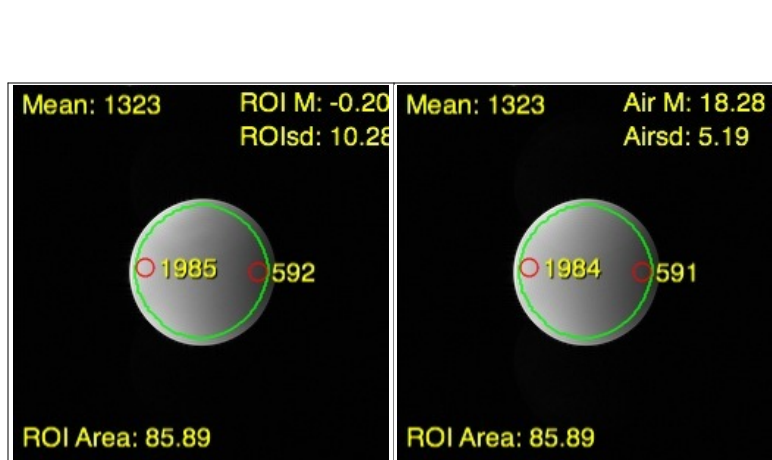 Mean: 1323 ROI M: -0.20
ROIsd: 10.28
1985 592
ROI Area: 85.89
Mean: 1323 Air M: 18.28
Airsd: 5.19
1984 591
ROI Area: 85.89